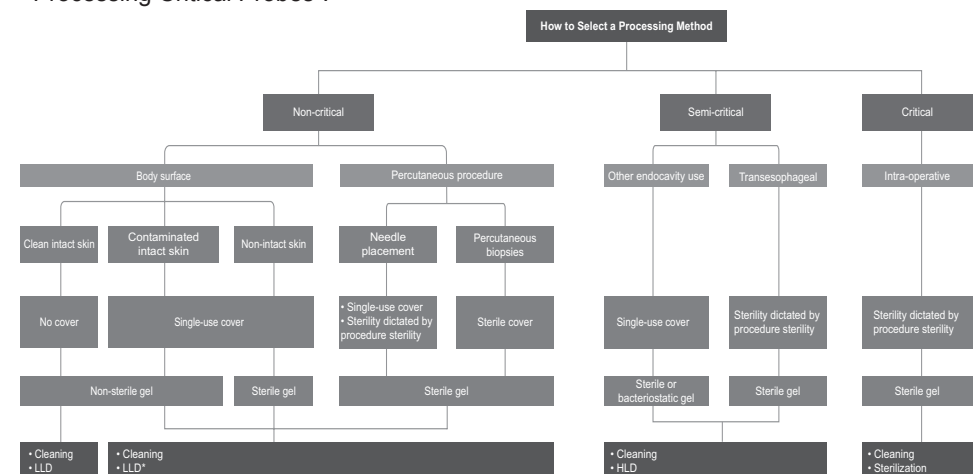 "Processing Critical Probes".
How to Select a Processing Method
Non-critical
Semi-critical
Critical
Body surface
Percutaneous procedure
Other endocavity use
Transesophageal
Intra-operative
Clean intact skin
Contaminated
intact skin
Non-intact skin
Needle
placement
Percutaneous
biopsies
No cover
Single-use cover
• Single-use cover
• Sterility dictated by
procedure sterility
Sterile cover
Single-use cover
Sterility dictated by
procedure sterility
Sterility dictated by
procedure sterility
Non-sterile gel
Sterile gel
Sterile gel
Sterile or
bacteriostatic gel
Sterile gel
Sterile gel
• Cleaning
• LLD
• Cleaning
• LLD*
• Cleaning
• HLD
• Cleaning
• Sterilization